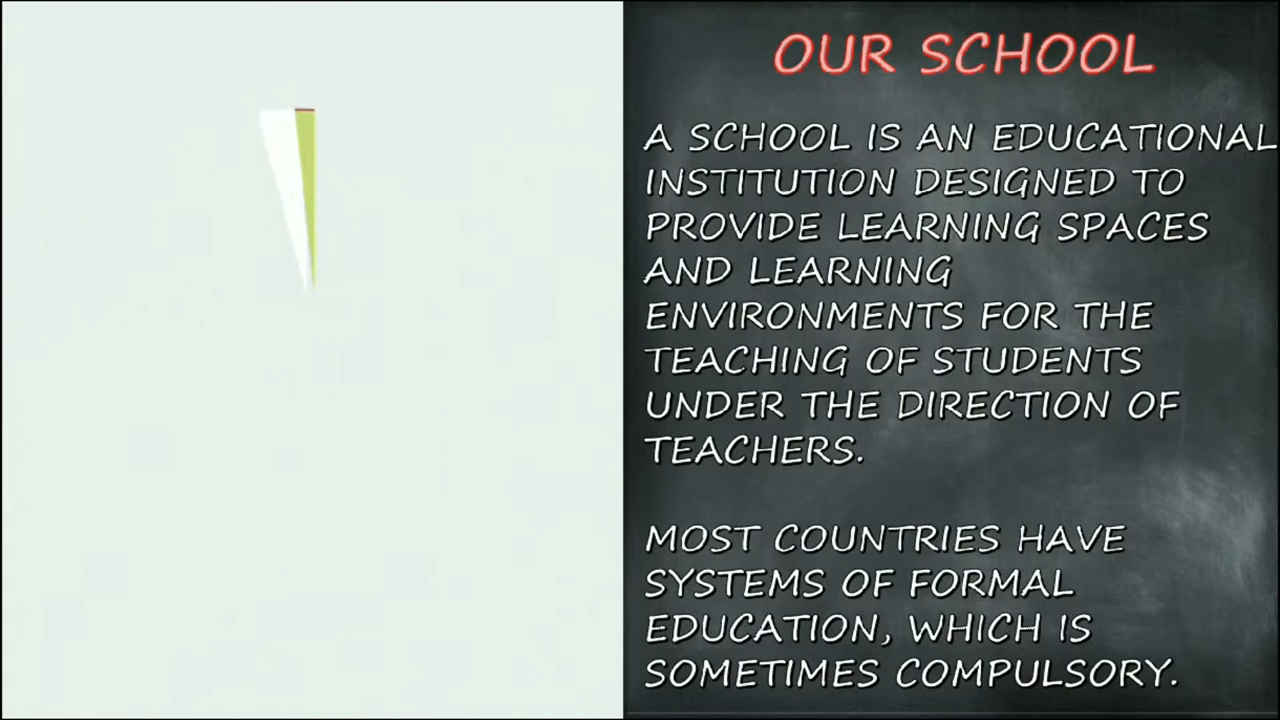 OUR SCHOOL
A SCHOOL IS AN EDUCATIONAL
INSTITUTION DESIGNED TO
PROVIDE LEARNING SPACES
AND LEARNING
ENVIRONMENTS FOR THE
TEACHING OF STUDENTS
UNDER THE DIRECTION OF
TEACHERS.
MOST COUNTRIES HAVE
SYSTEMS OF FORMAL
EDUCATION, WHICH IS
SOMETIMES COMPULSORY.